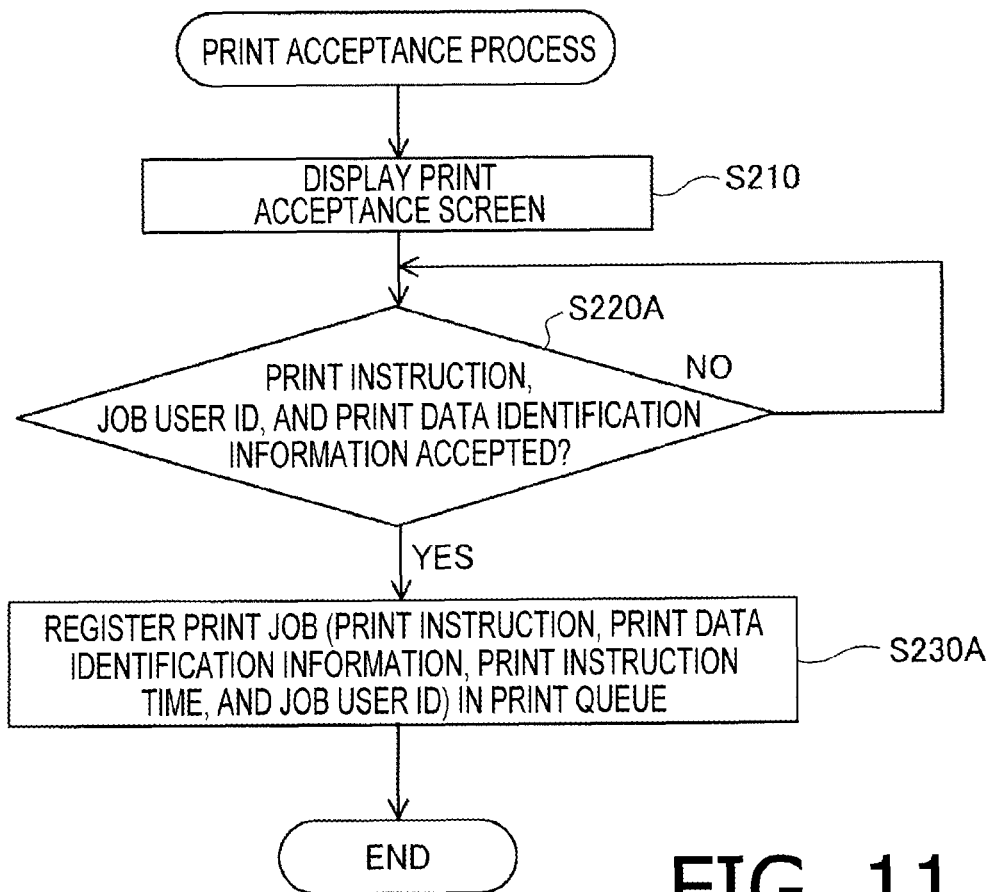 PRINT ACCEPTANCE PROCESS
DISPLAY PRINT
ACCEPTANCE SCREEN
S210
S220A
PRINT INSTRUCTION,
JOB USER ID, AND PRINT DATA IDENTIFICATION
INFORMATION ACCEPTED?
NO
YES
REGISTER PRINT JOB (PRINT INSTRUCTION, PRINT DATA
IDENTIFICATION INFORMATION, PRINT INSTRUCTION
TIME, AND JOB USER ID) IN PRINT QUEUE
S230A
END
FIG. 11